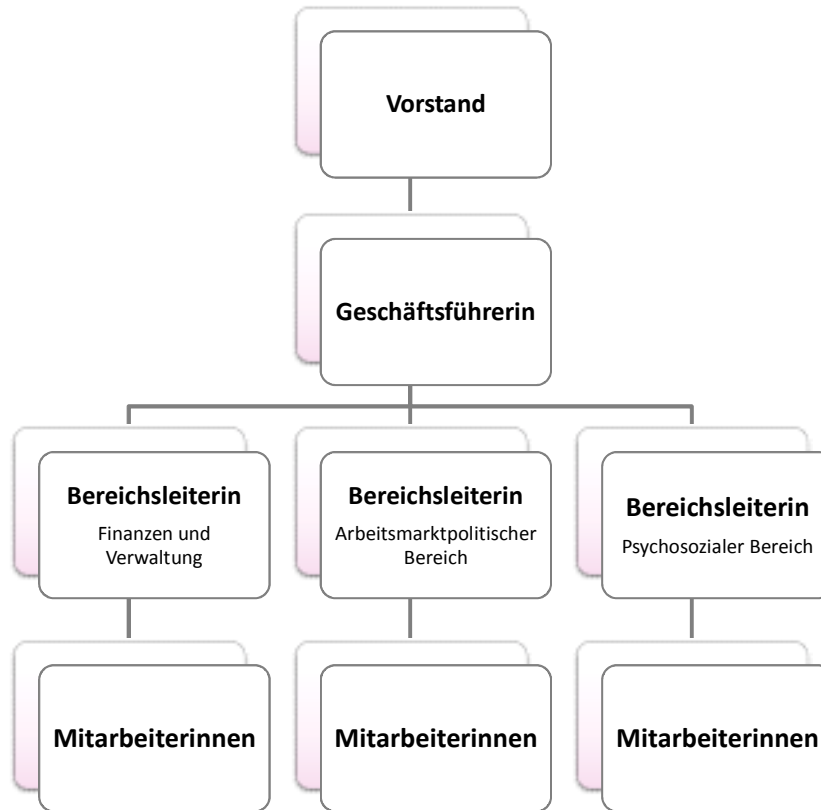 Vorstand
Geschäftsführerin
Bereichsleiterin
Finanzen und
Verwaltung
Bereichsleiterin
Arbeitsmarktpolitischer
Bereich
Bereichsleiterin
Psychosozialer Bereich
Mitarbeiterinnen
Mitarbeiterinnen
Mitarbeiterinnen